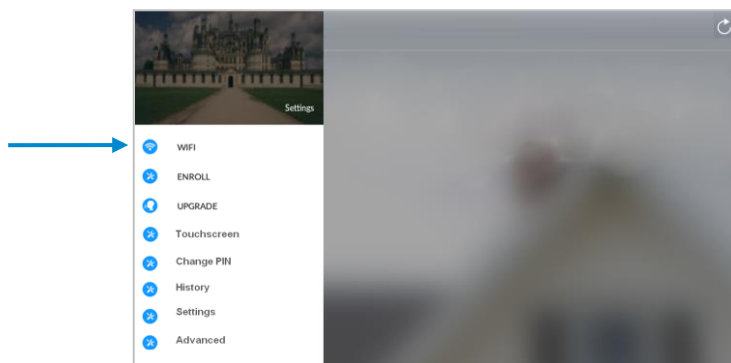 Settings
WIFI
ENROLL
UPGRADE
Touchscreen
Change PIN
History
Settings
Advanced